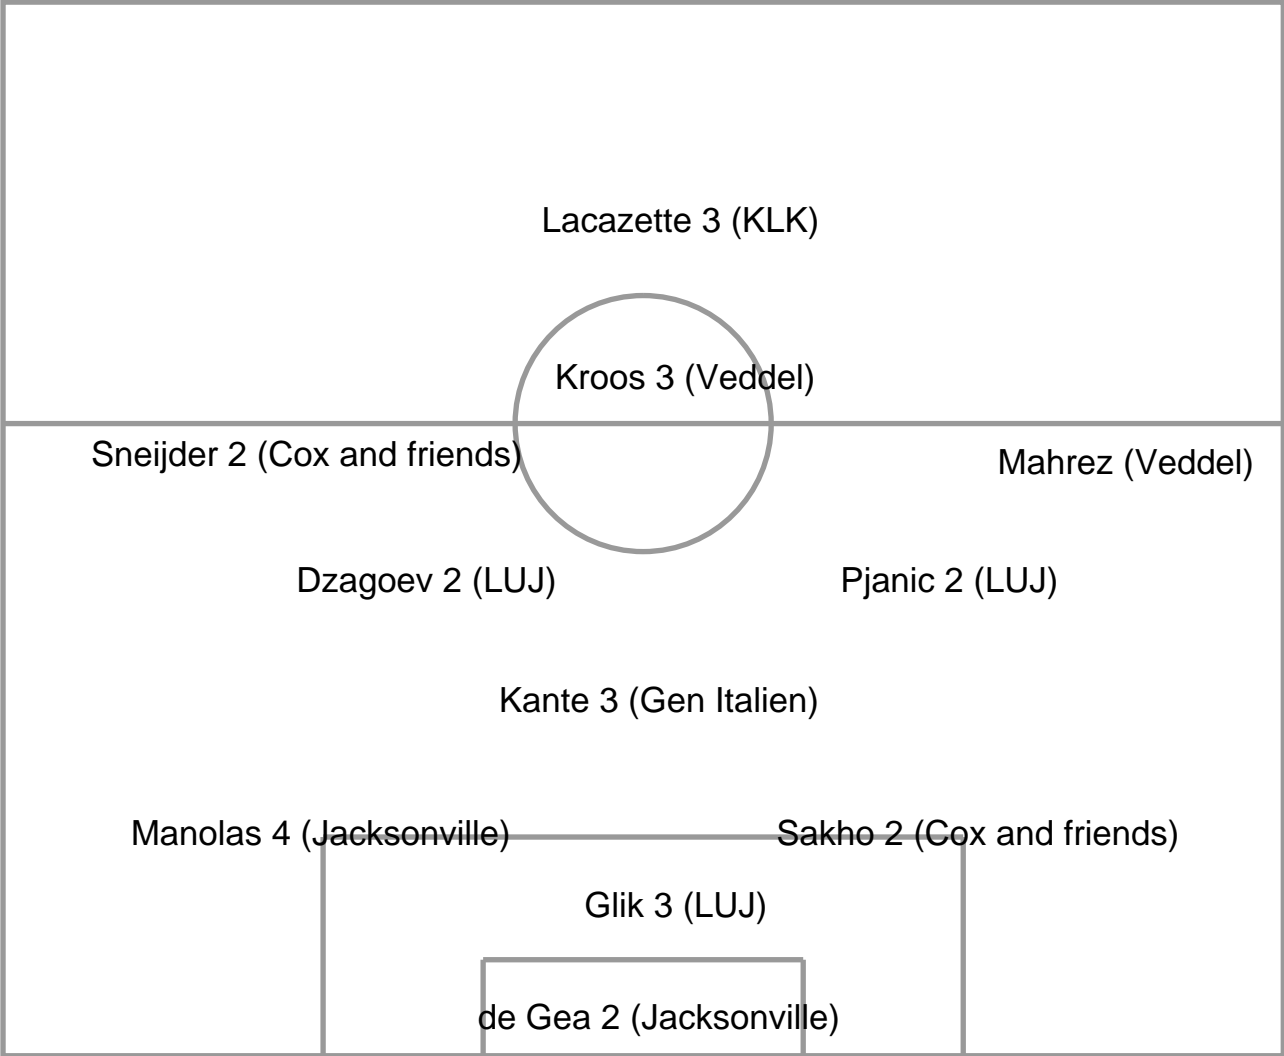 Lacazette 3 (KLK)
Kroos 3 (Veddel)
Sneijder 2 (Cox and friends)
Mahrez (Veddel)
Dzagoev 2 (LUJ)
Pjanic 2 (LUJ)
Kante 3 (Gen Italien)
Manolas 4 (Jacksonville)
Sakho 2 (Cox and friends)
Glik 3 (LUJ)
de Gea 2 (Jacksonville)